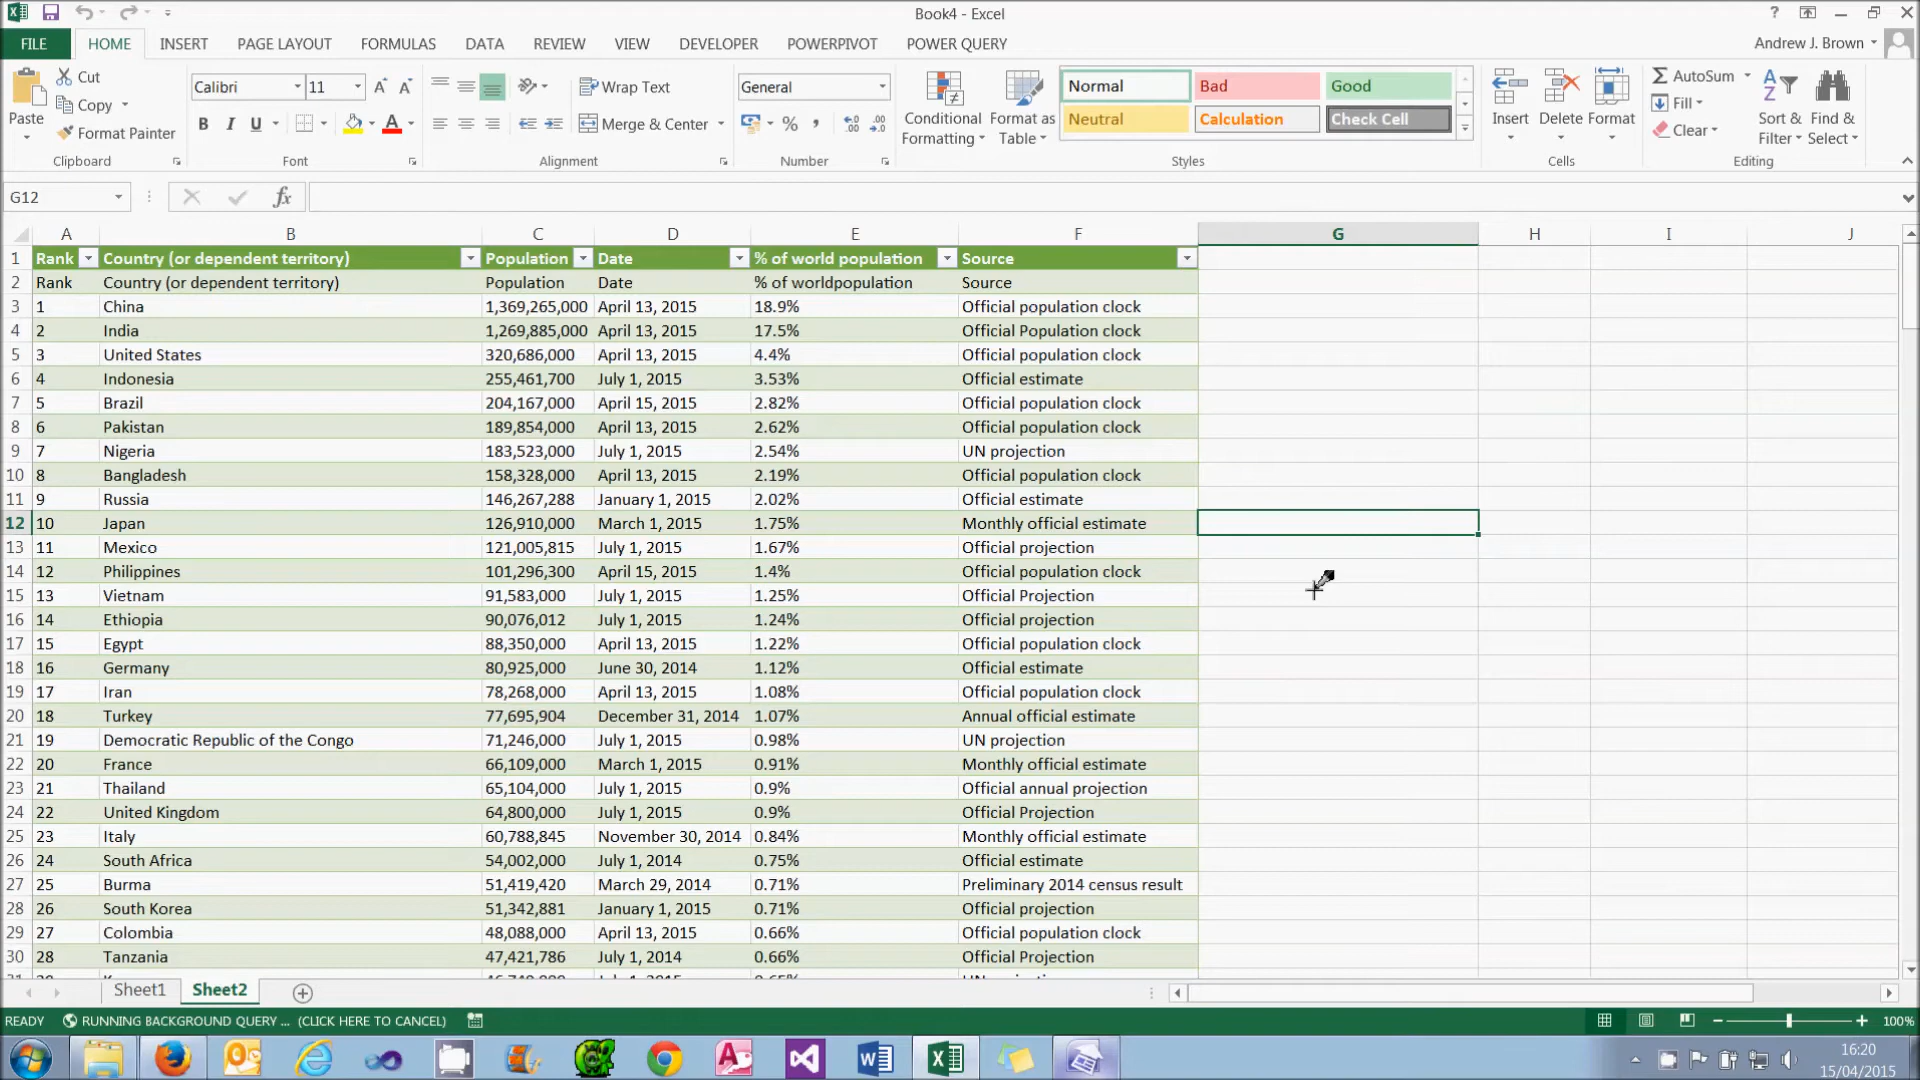 Book4 - Excel
FILE HOME INSERT PAGE LAYOUT FORMULAS DATA REVIEW VIEW DEVELOPER POWERPIVOT POWER QUERY Andrew J. Brown
Paste Cut Copy Format Painter Clipboard
Calibri 11 B I U A A Font
Wrap Text Merge & Center Alignment
General % Number
Conditional Formatting Format as Table
Normal Bad Good
Neutral Calculation Check Cell
Styles
Insert Delete Format Cells
AutoSum Fill Clear Sort & Filter Find & Select Editing
G12 fx
A B C D E F G H I J
1 Rank Country (or dependent territory) Population Date % of world population Source
2 Rank Country (or dependent territory) Population Date % of worldpopulation Source
3 1 China 1,369,265,000 April 13, 2015 18.9% Official population clock
4 2 India 1,269,885,000 April 13, 2015 17.5% Official Population clock
5 3 United States 320,686,000 April 13, 2015 4.4% Official population clock
6 4 Indonesia 255,461,700 July 1, 2015 3.53% Official estimate
7 5 Brazil 204,167,000 April 15, 2015 2.82% Official population clock
8 6 Pakistan 189,854,000 April 13, 2015 2.62% Official population clock
9 7 Nigeria 183,523,000 July 1, 2015 2.54% UN projection
10 8 Bangladesh 158,328,000 April 13, 2015 2.19% Official population clock
11 9 Russia 146,267,288 January 1, 2015 2.02% Official estimate
12 10 Japan 126,910,000 March 1, 2015 1.75% Monthly official estimate
13 11 Mexico 121,005,815 July 1, 2015 1.67% Official projection
14 12 Philippines 101,296,300 April 15, 2015 1.4% Official population clock
15 13 Vietnam 91,583,000 July 1, 2015 1.25% Official Projection
16 14 Ethiopia 90,076,012 July 1, 2015 1.24% Official projection
17 15 Egypt 88,350,000 April 13, 2015 1.22% Official population clock
18 16 Germany 80,925,000 June 30, 2014 1.12% Official estimate
19 17 Iran 78,268,000 April 13, 2015 1.08% Official population clock
20 18 Turkey 77,695,904 December 31, 2014 1.07% Annual official estimate
21 19 Democratic Republic of the Congo 71,246,000 July 1, 2015 0.98% UN projection
22 20 France 66,109,000 March 1, 2015 0.91% Monthly official estimate
23 21 Thailand 65,104,000 July 1, 2015 0.9% Official annual projection
24 22 United Kingdom 64,800,000 July 1, 2015 0.9% Official Projection
25 23 Italy 60,788,845 November 30, 2014 0.84% Monthly official estimate
26 24 South Africa 54,002,000 July 1, 2014 0.75% Official estimate
27 25 Burma 51,419,420 March 29, 2014 0.71% Preliminary 2014 census result
28 26 South Korea 51,342,881 January 1, 2015 0.71% Official projection
29 27 Colombia 48,088,000 April 13, 2015 0.66% Official population clock
30 28 Tanzania 47,421,786 July 1, 2014 0.66% Official Projection
Sheet1 Sheet2
READY RUNNING BACKGROUND QUERY ... (CLICK HERE TO CANCEL) 100%
16:20
15/04/2015